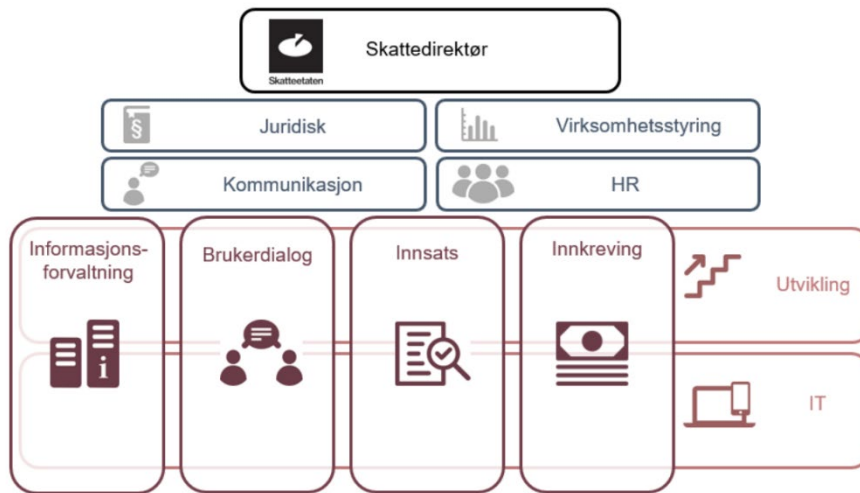 Skattedirektør
Skatteetaten
Juridisk
Virksomhetsstyring
Kommunikasjon
HR
Informasjons-
forvaltning
Brukerdialog
Innsats
Innkreving
Utvikling
IT
§
i